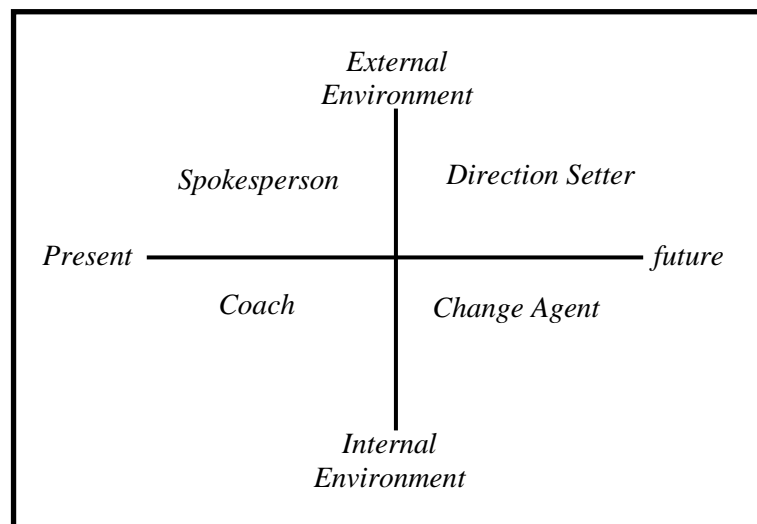 External
Environment
Spokesperson
Direction Setter
Present
future
Coach
Change Agent
Internal
Environment